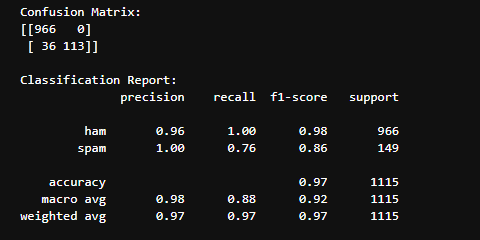 Confusion Matrix:
[[966   0]
 [ 36 113]]
Classification Report:
              precision    recall  f1-score   support
         ham       0.96      1.00      0.98       966
        spam       1.00      0.76      0.86       149
    accuracy                           0.97      1115
   macro avg       0.98      0.88      0.92      1115
weighted avg       0.97      0.97      0.97      1115